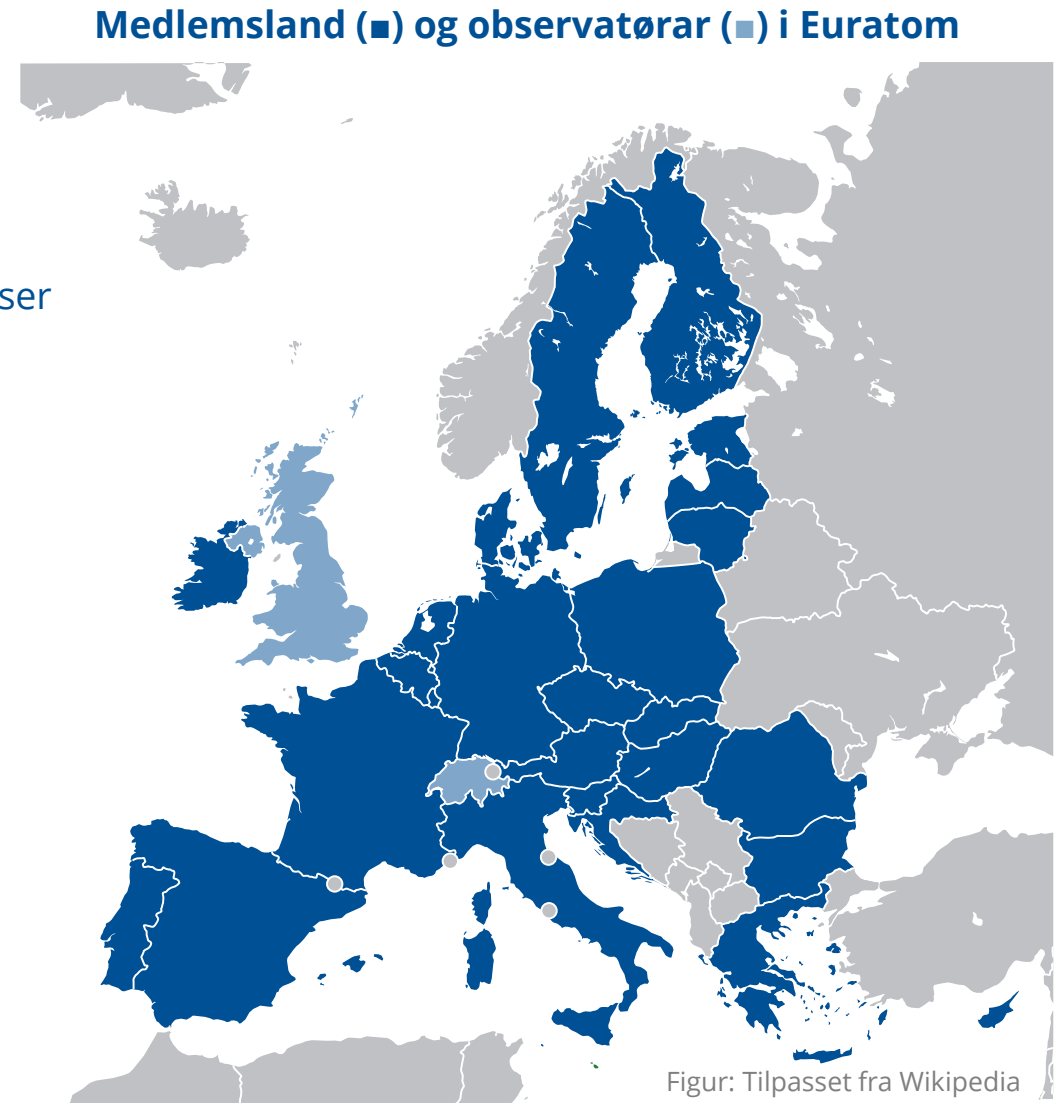 Medlemsland (■) og observatørar (■) i Euratom
ser
Figur: Tilpasset fra Wikipedia